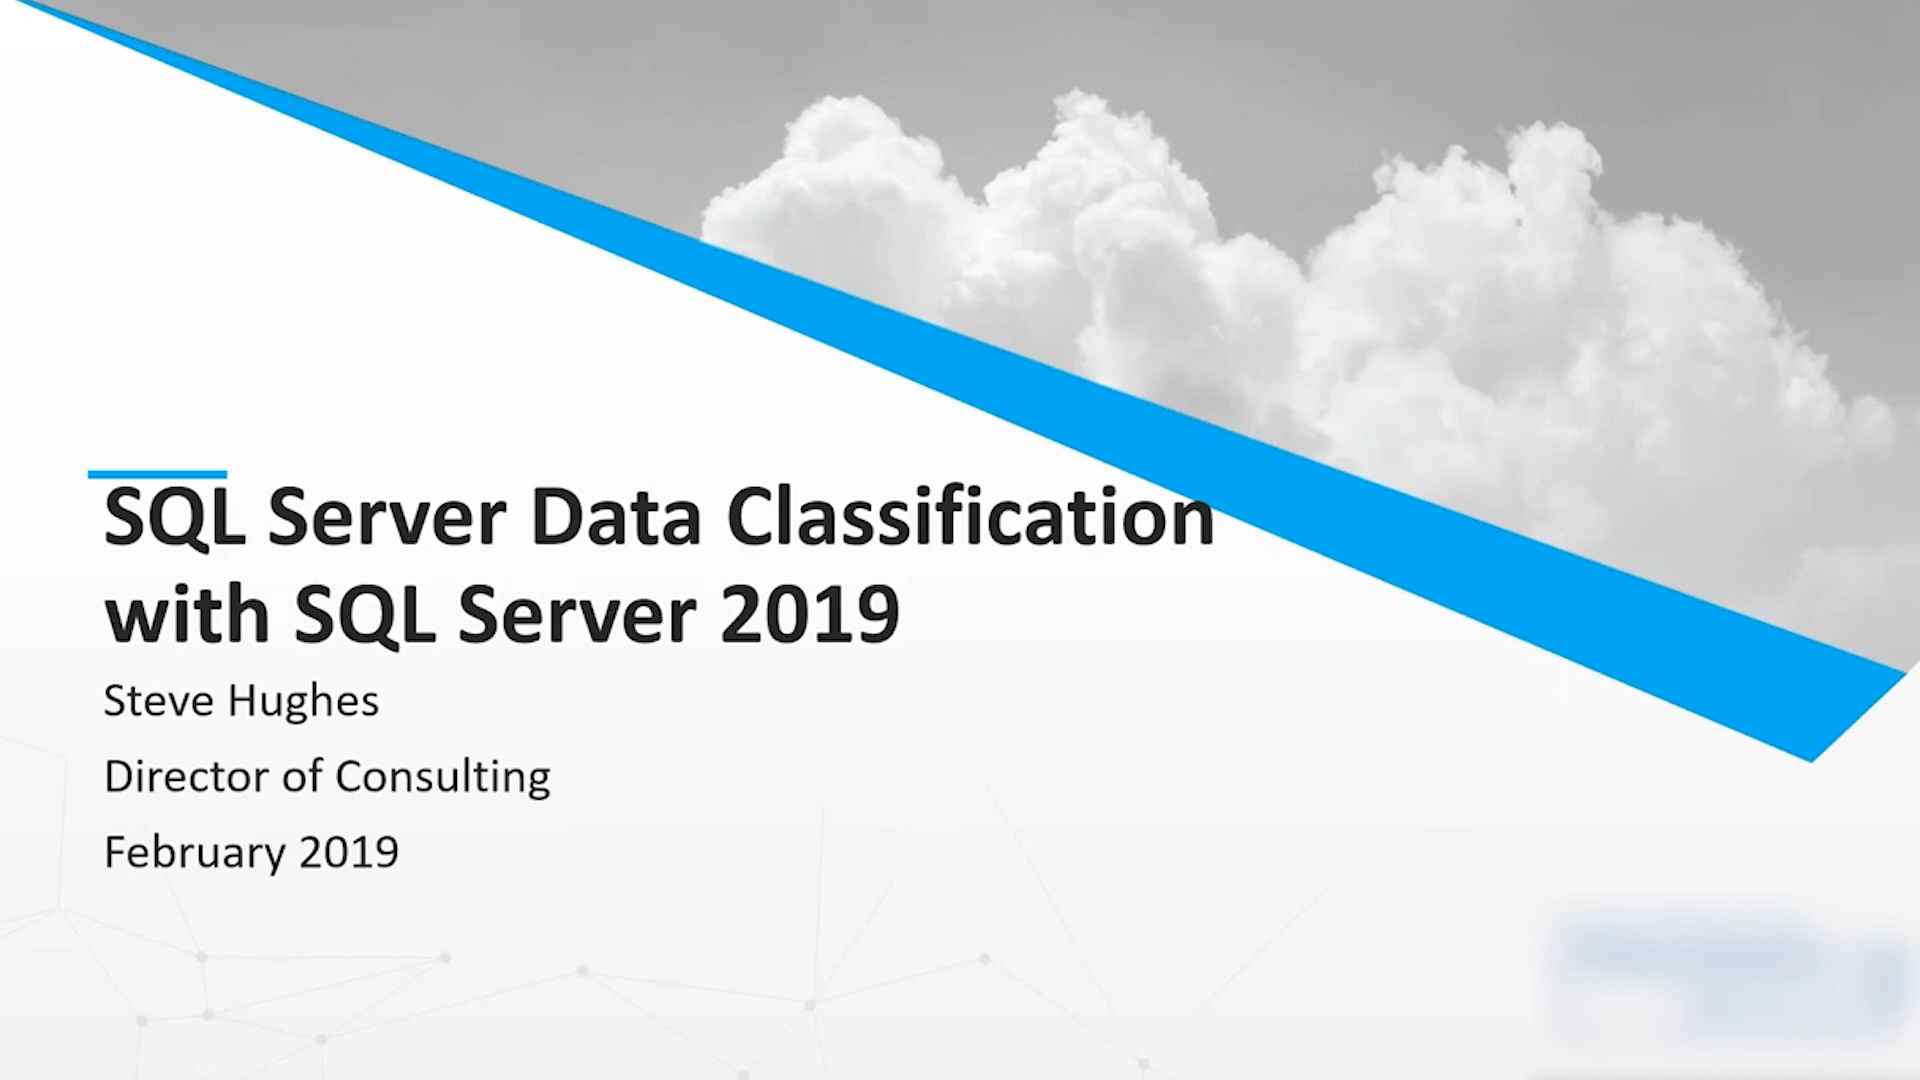 SQL Server Data Classification
with SQL Server 2019
Steve Hughes
Director of Consulting
February 2019